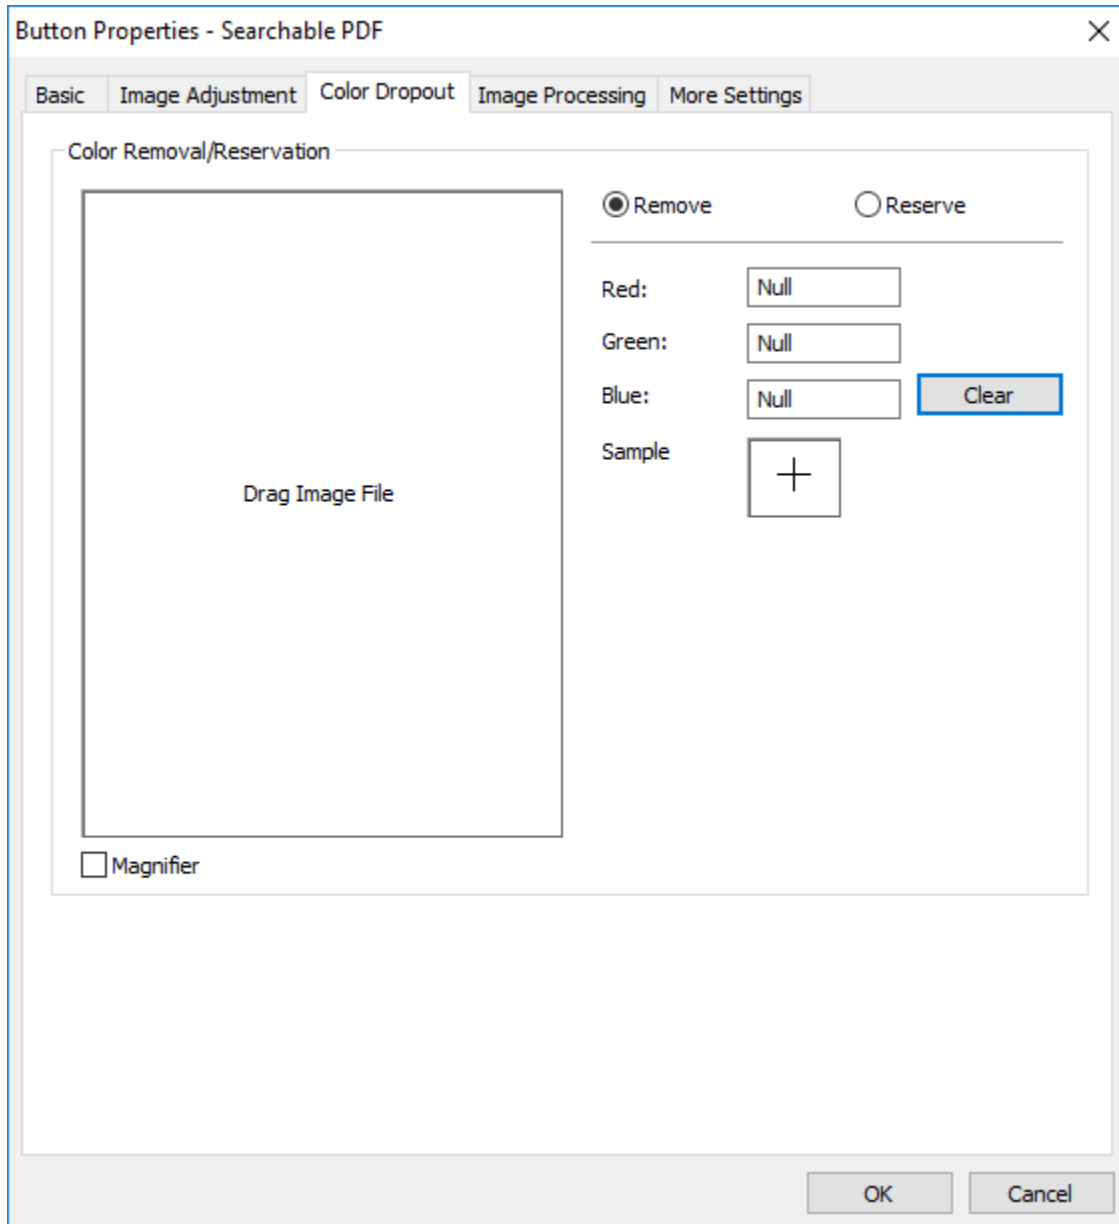 Button Properties - Searchable PDF
Basic Image Adjustment Color Dropout Image Processing More Settings
Color Removal/Reservation
Remove Reserve
Red: Null
Green: Null
Blue: Null Clear
Sample
Drag Image File
Magnifier
OK Cancel